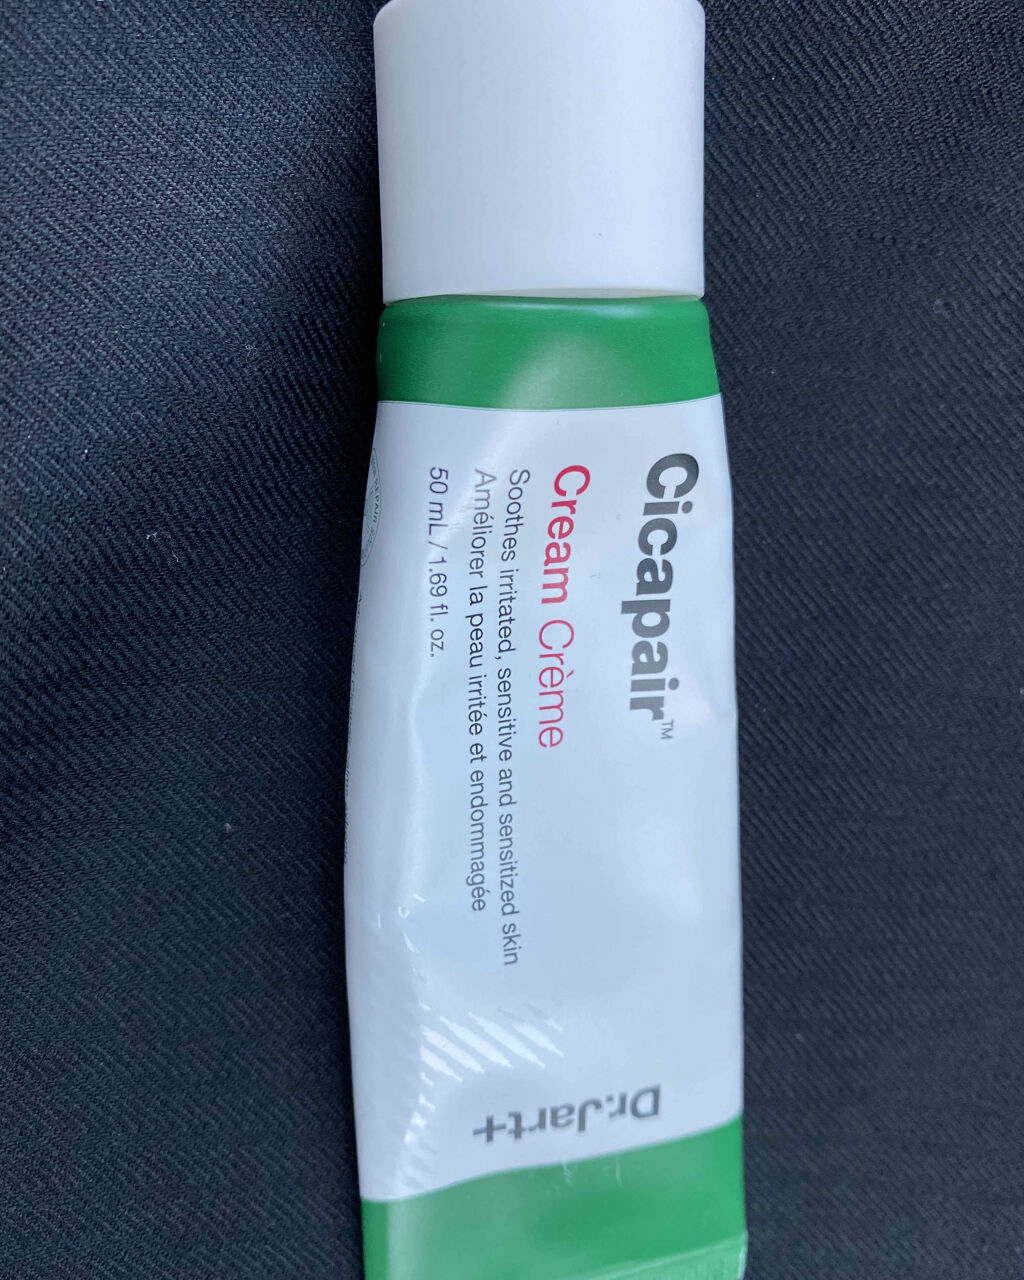 Cicapair™
Cream Crème
Soothes irritated, sensitive and sensitized skin
Améliorer la peau irritée et endommagée
50 mL / 1.69 fl. oz.
Dr.Jart+